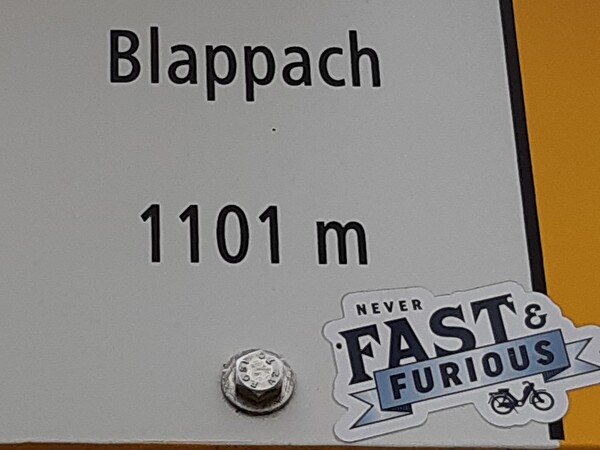 Blappach
1101 m
NEVER
FAST &
FURIOUS